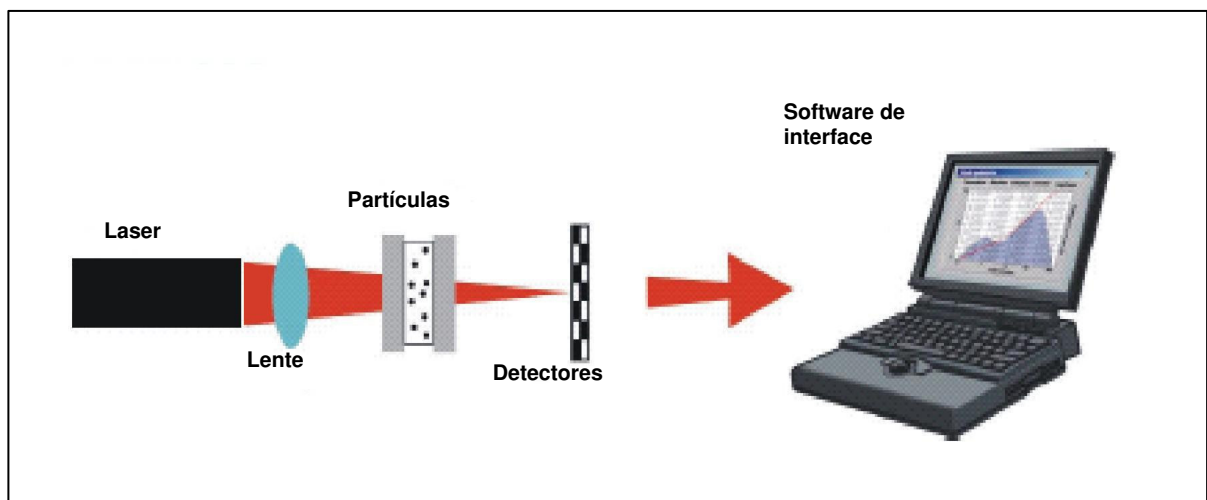 Software de
interface
Partículas
Laser
Lente
Detectores